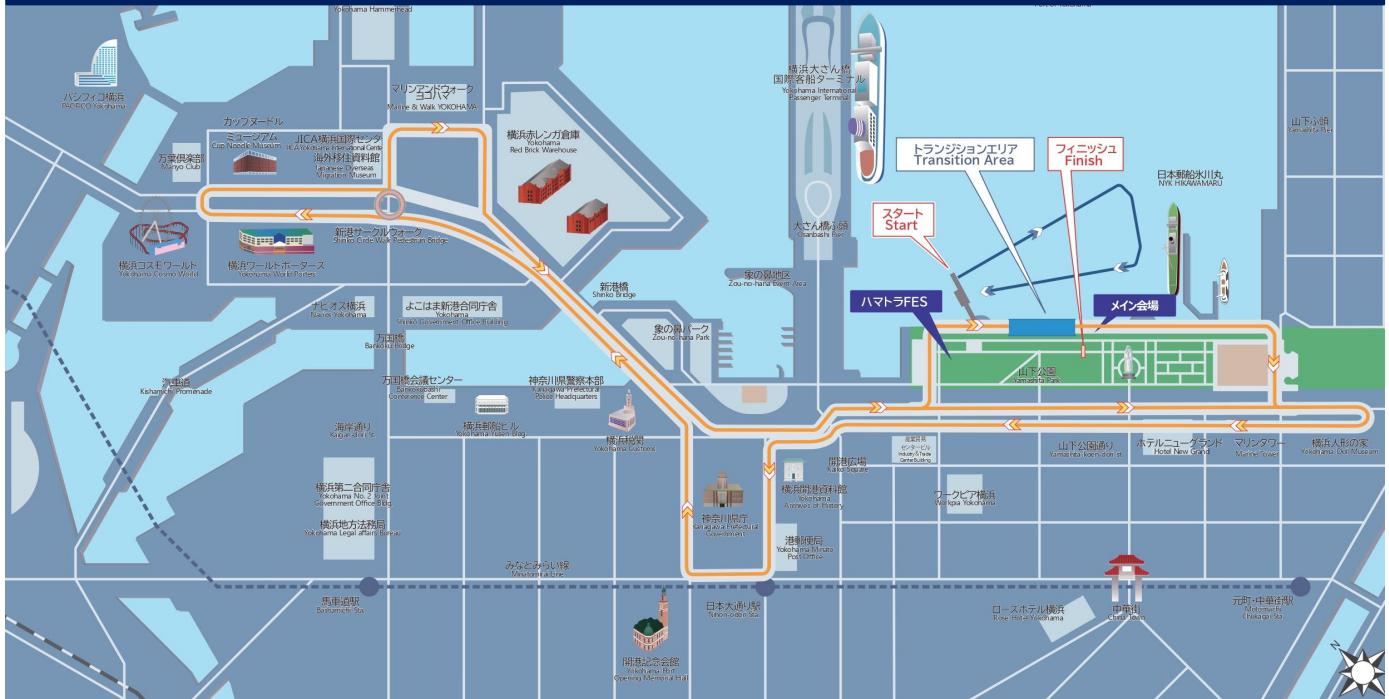 Yokohama Hammerhead
パシフィコ横浜
PACIFICO Yokohama
マリンアンドウォーク
ヨコハマ
Marine & Walk YOKOHAMA
カップヌードル
ミュージアム
Cup Noodle Museum
JICA横浜国際センター
JICA Yokohama International Center
海外移住資料館
Japanese Overseas
Migration Museum
万葉倶楽部
Manyo Club
横浜赤レンガ倉庫
Yokohama
Red Brick Warehouse
横浜大さん橋
国際客船ターミナル
Yokohama International
Passenger Terminal
トランジションエリア
Transition Area
フィニッシュ
Finish
日本郵船氷川丸
NYK HIKAWAMARU
山下ふ頭
Yamashita Pier
スタート
Start
大さん橋ふ頭
Osanbashi Pier
新港サークルウォーク
Shinko Circle Walk Pedestrian Bridge
横浜コスモワールド
Yokohama Cosmo World
横浜ワールドポーターズ
Yokohama World Porters
新港橋
Shinko Bridge
象の鼻地区
Zou-no-hana Event Area
ハマトラFES
メイン会場
ナビオス横浜
Navios Yokohama
よこはま新港合同庁舎
Yokohama
Shinko Government Office Building
万国橋
Bankoku Bridge
象の鼻パーク
Zou-no-hana Park
山下公園
Yamashita Park
汽車道
Kishamichi Promenade
万国橋会議センター
Bankokubashi
Conference Center
神奈川県警察本部
Kanagawa Prefectural
Police Headquarters
海岸通り
Kaigan-dori St.
横浜郵船ビル
Yokohama Yusen Bldg.
横浜税関
Yokohama Customs
開港広場
Kaiko Square
産業貿易
センタービル
Industry & Trade
Center Building
山下公園通り
Yamashita-koen-dori St.
ホテルニューグランド
Hotel New Grand
マリンタワー
Marine Tower
横浜人形の家
Yokohama Doll Museum
横浜第二合同庁舎
Yokohama No. 2 Joint
Government Office Bldg.
横浜地方法務局
Yokohama Legal affairs Bureau
神奈川県庁
Kanagawa Prefectural
Government
横浜開港資料館
Yokohama
Archives of History
ワークピア横浜
Workpia Yokohama
港郵便局
Yokohama Minato
Post Office
みなとみらい線
Minatomirai Line
馬車道駅
Bashamichi Sta.
日本大通り駅
Nihon-odori Sta.
ローズホテル横浜
Rose Hotel Yokohama
中華街
China Town
元町・中華街駅
Motomachi
Chukagai Sta.
開港記念会館
Yokohama Port
Opening Memorial Hall
N